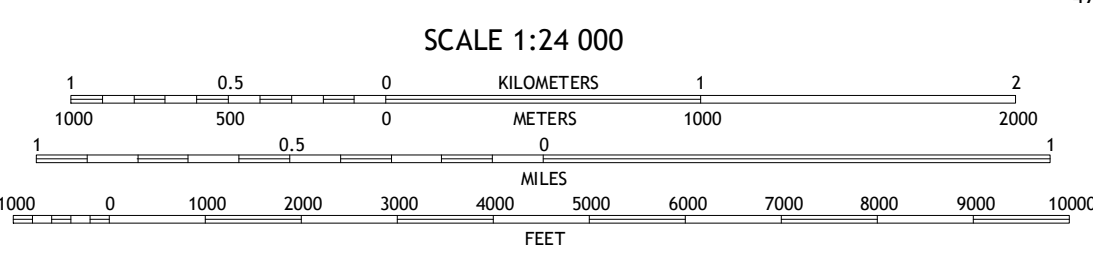 SCALE 1:24 000
1 0.5 0 KILOMETERS 1 2
1000 500 0 METERS 1000 2000
1 0.5 0 1
MILES
1000 0 1000 2000 3000 4000 5000 6000 7000 8000 9000 10000
FEET